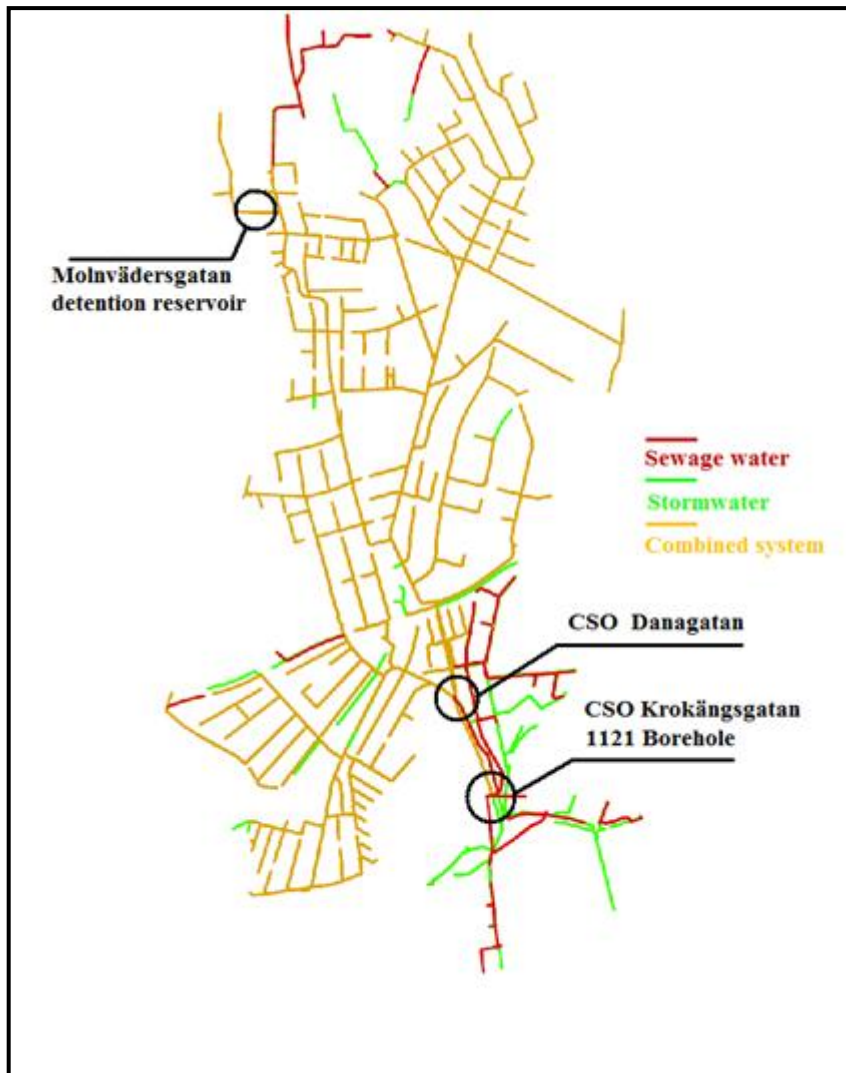 Molnvädersgatan
detention reservoir
Sewage water
Stormwater
Combined system
CSO Danagatan
CSO Krokängsgatan
1121 Borehole